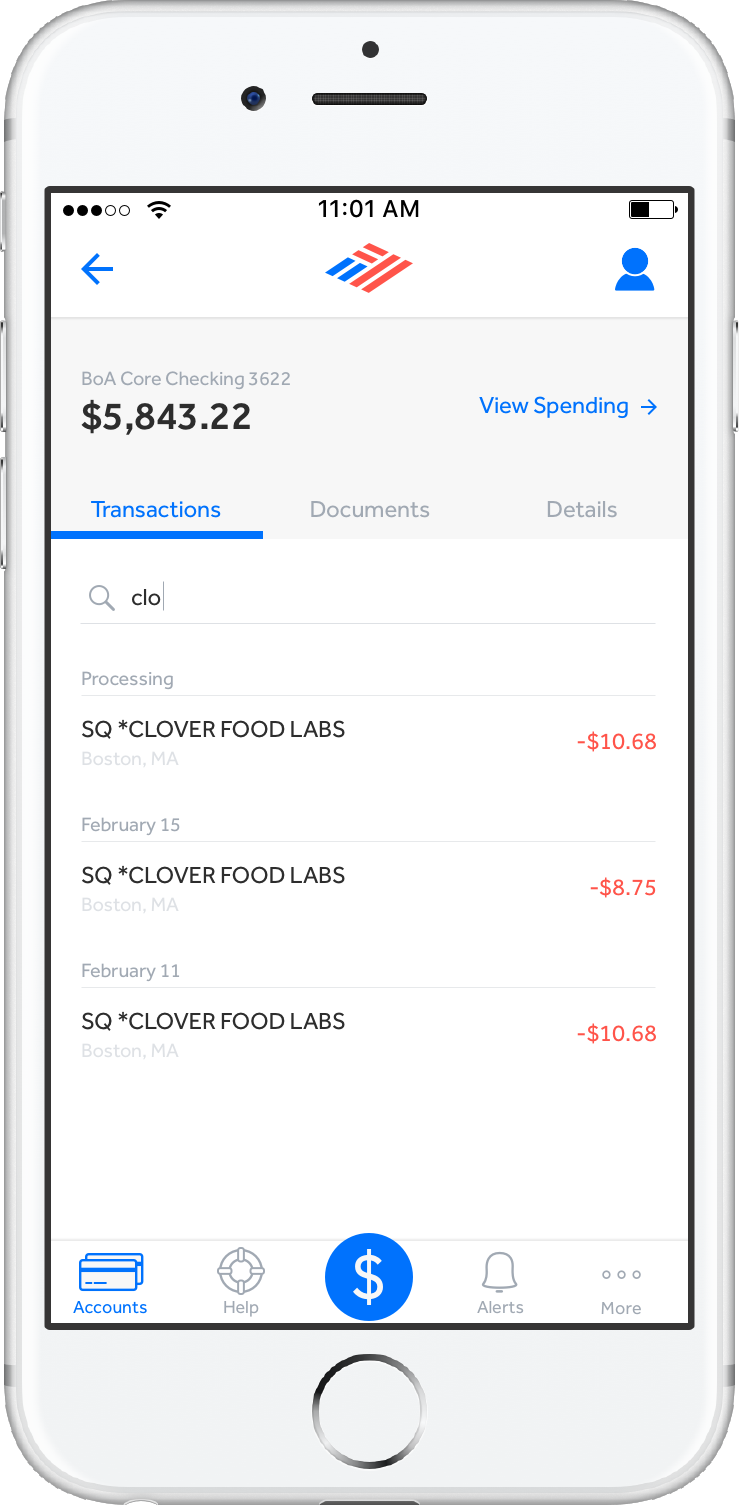 11:01 AM
BoA Core Checking 3622
$5,843.22
View Spending
Transactions Documents Details
clo
Processing
SQ *CLOVER FOOD LABS
-$10.68
Boston, MA
February 15
SQ *CLOVER FOOD LABS
-$8.75
Boston, MA
February 11
SQ *CLOVER FOOD LABS
-$10.68
Boston, MA
$
Accounts Help Alerts More